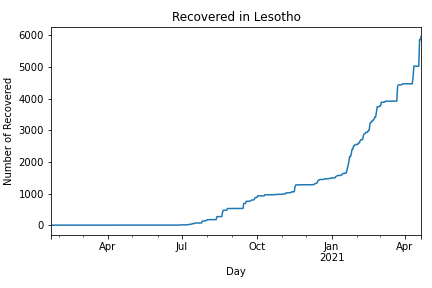 Recovered in Lesotho
6000
5000
4000
3000
2000
1000
0
Number of Recovered
Apr
Jul
Oct
Jan
2021
Apr
Day